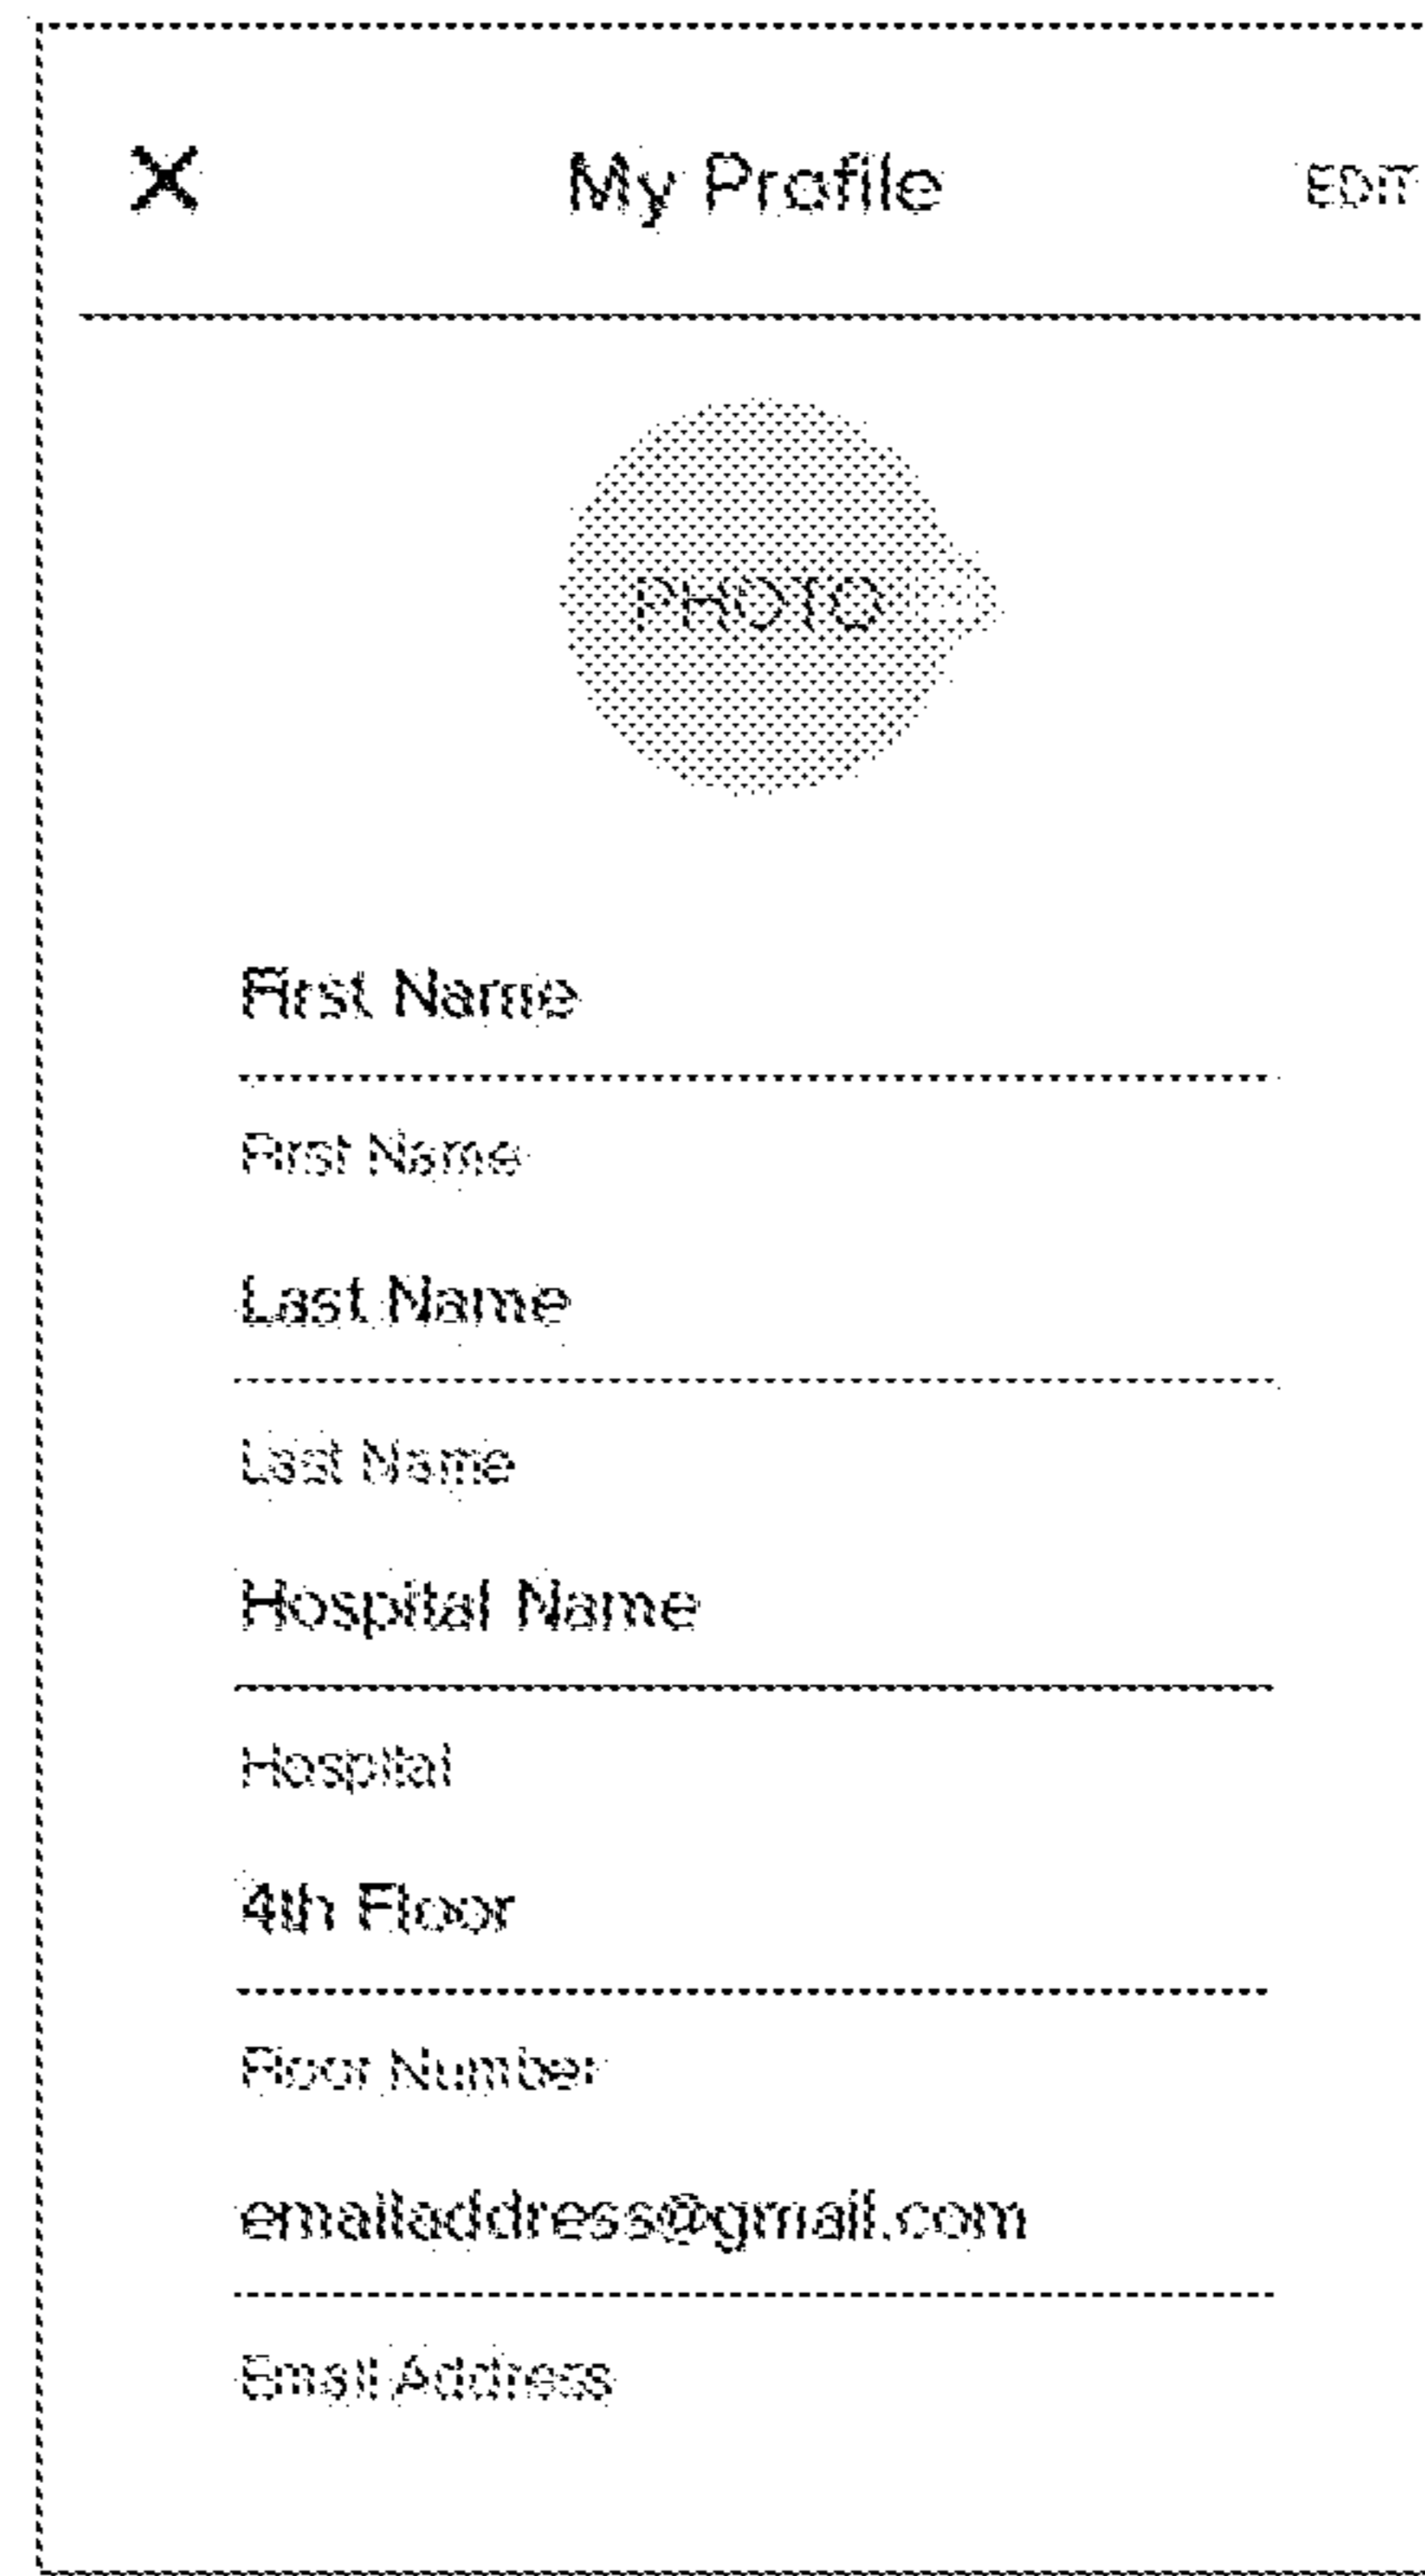 X My Profile EDIT
PHOTO
First Name
First Name
Last Name
Last Name
Hospital Name
Hospital
4th Floor
Floor Number
emailaddress@gmail.com
Email Address